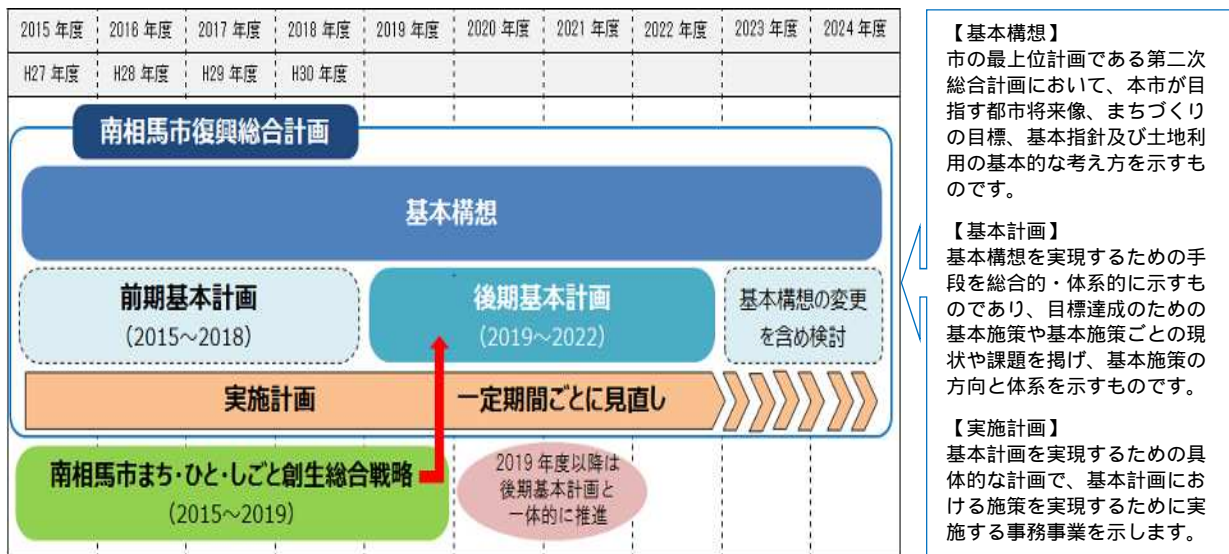 2015 年度 2016 年度 2017 年度 2018 年度 2019 年度 2020 年度 2021 年度 2022 年度 2023 年度 2024 年度
H27 年度 H28 年度 H29 年度 H30 年度
南相馬市復興総合計画
基本構想
前期基本計画
(2015～2018)
後期基本計画
(2019～2022)
基本構想の変更
を含め検討
実施計画 一定期間ごとに見直し
南相馬市まち・ひと・しごと創生総合戦略
(2015～2019)
2019 年度以降は
後期基本計画と
一体的に推進
【基本構想】
市の最上位計画である第二次
総合計画において、本市が目
指す都市将来像、まちづくり
の目標、基本指針及び土地利
用の基本的な考え方を示すも
のです。
【基本計画】
基本構想を実現するための手
段を総合的・体系的に示すも
のであり、目標達成のための
基本施策や基本施策ごとの現
状や課題を掲げ、基本施策の
方向と体系を示すものです。
【実施計画】
基本計画を実現するための具
体的な計画で、基本計画にお
ける施策を実現するために実
施する事務事業を示します。